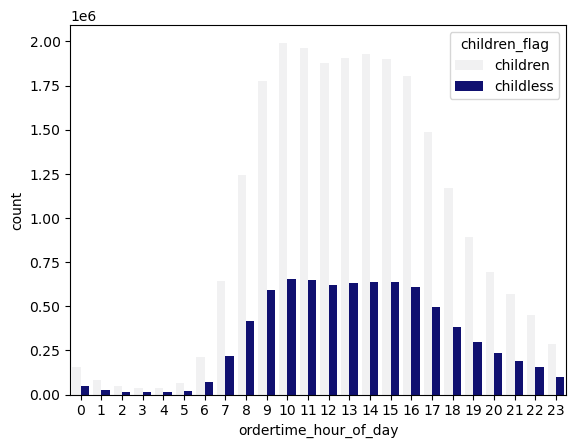 1e6
children_flag
children
childless
2.00
1.75
1.50
1.25
1.00
0.75
0.50
0.25
0.00
count
0 1 2 3 4 5 6 7 8 9 10 11 12 13 14 15 16 17 18 19 20 21 22 23
ordertime_hour_of_day